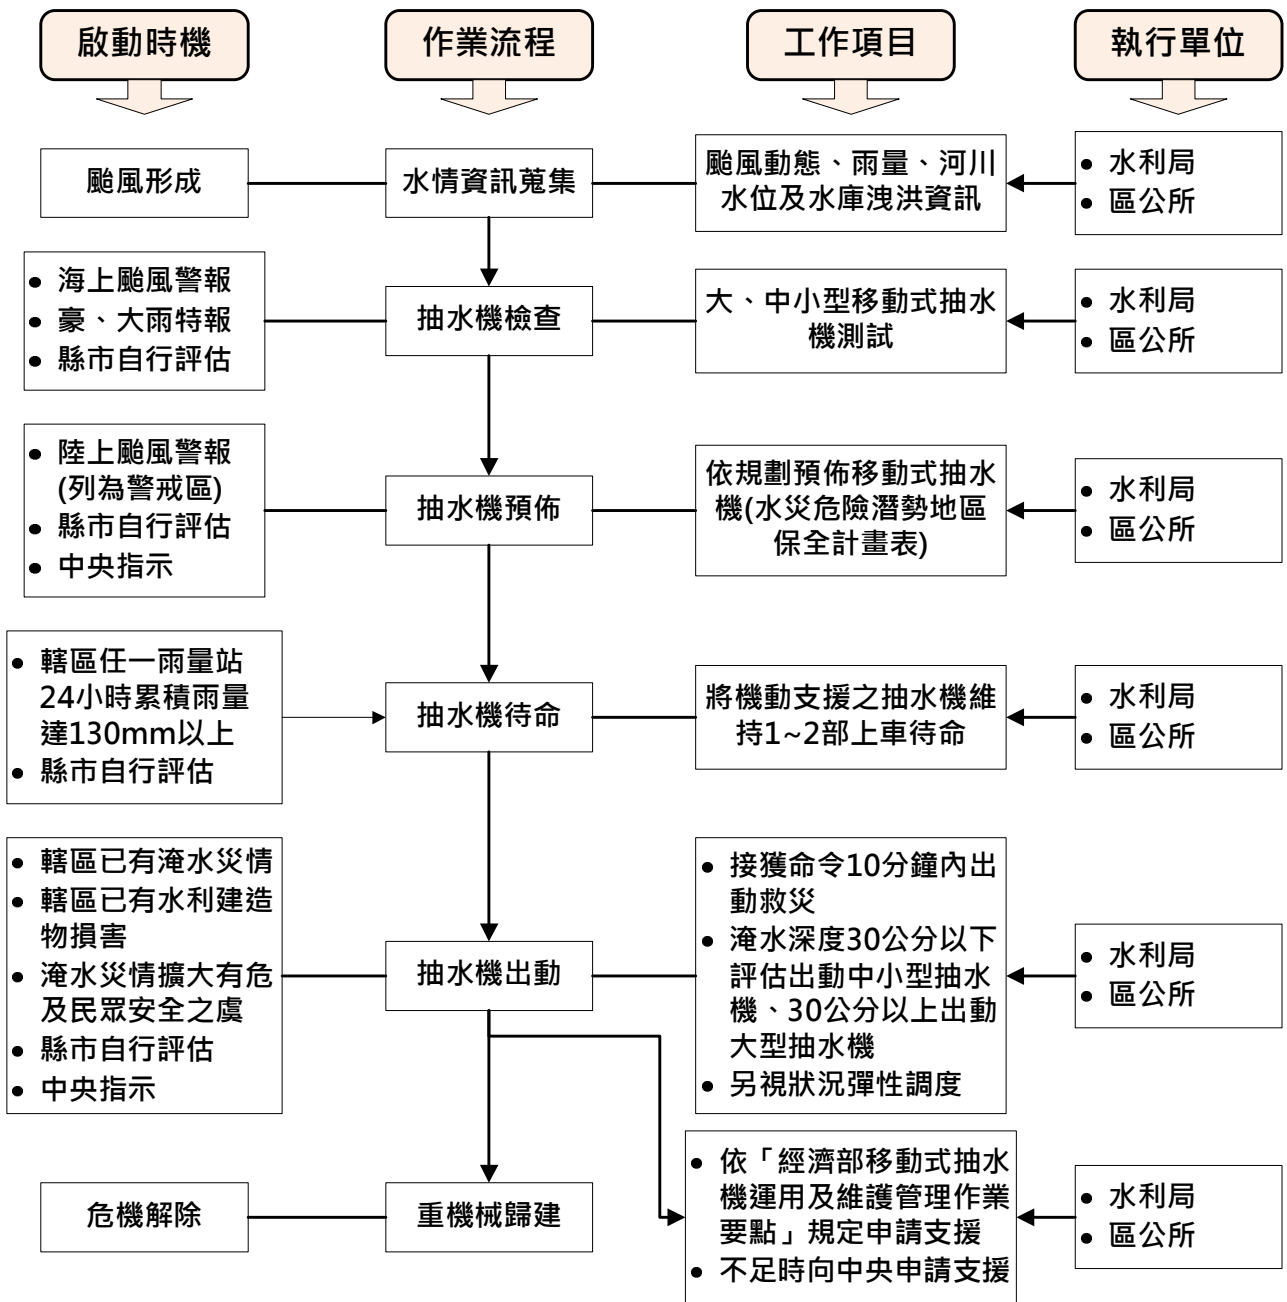 啟動時機
作業流程
工作項目
執行單位
颱風形成
水情資訊蒐集
颱風動態、雨量、河川
水位及水庫洩洪資訊
• 水利局
• 區公所
• 海上颱風警報
• 豪、大雨特報
• 縣市自行評估
抽水機檢查
大、中小型移動式抽水
機測試
• 水利局
• 區公所
• 陸上颱風警報
(列為警戒區)
• 縣市自行評估
• 中央指示
抽水機預佈
依規劃預佈移動式抽水
機(水災危險潛勢地區
保全計畫表)
• 水利局
• 區公所
• 轄區任一雨量站
24小時累積雨量
達130mm以上
• 縣市自行評估
抽水機待命
將機動支援之抽水機維
持1~2部上車待命
• 水利局
• 區公所
• 轄區已有淹水災情
• 轄區已有水利建造
物損害
• 淹水災情擴大有危
及民眾安全之虞
• 縣市自行評估
• 中央指示
抽水機出動
• 接獲命令10分鐘內出
動救災
• 淹水深度30公分以下
評估出動中小型抽水
機、30公分以上出動
大型抽水機
• 另視狀況彈性調度
• 水利局
• 區公所
危機解除
重機械歸建
• 依「經濟部移動式抽水
機運用及維護管理作業
要點」規定申請支援
• 不足時向中央申請支援
• 水利局
• 區公所